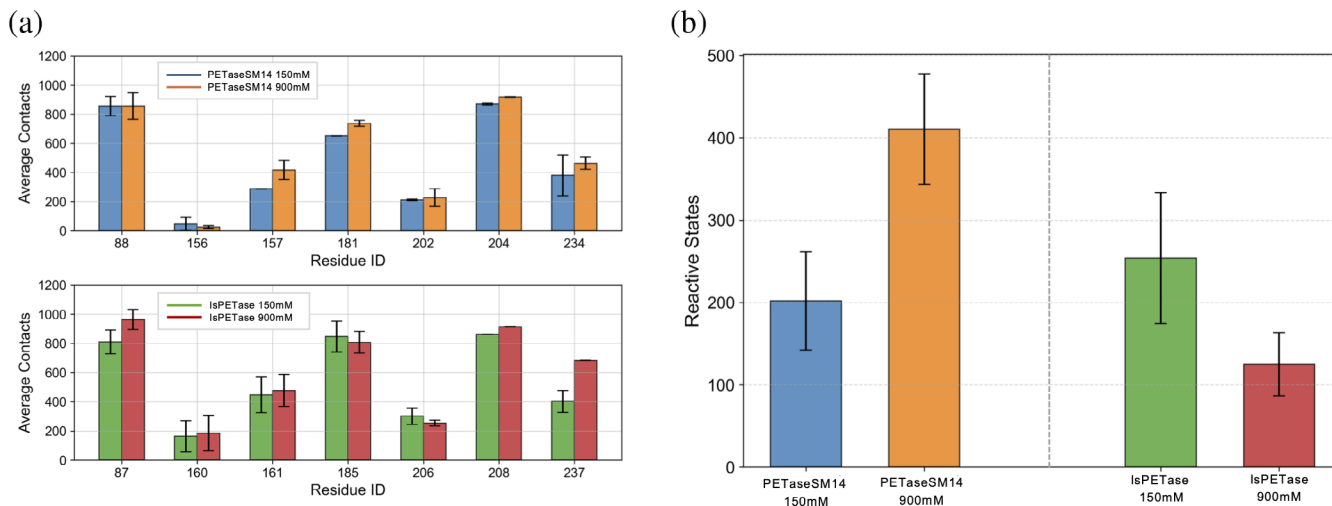 (a)
1200
1000
800
600
400
200
0
Average Contacts
PETaseSM14 150mM
PETaseSM14 900mM
88 156 157 181 202 204 234
Residue ID
1200
1000
800
600
400
200
0
Average Contacts
IsPETase 150mM
IsPETase 900mM
87 160 161 185 206 208 237
Residue ID
(b)
500
400
300
200
100
0
Reactive States
PETaseSM14
150mM
PETaseSM14
900mM
IsPETase
150mM
IsPETase
900mM